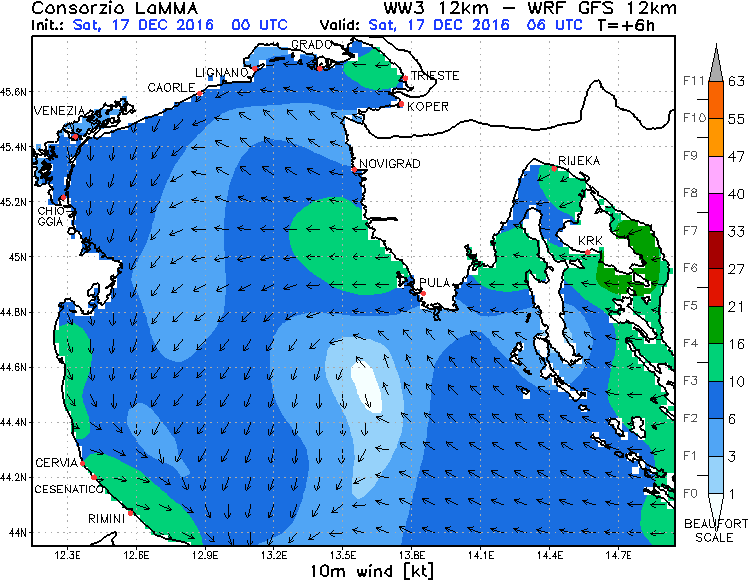 Consorzio LaMMA WW3 12km – WRF GFS 12km
Init.: Sat, 17 DEC 2016 00 UTC Valid: Sat, 17 DEC 2016 06 UTC T=+6h
GRADO
LIGNANO
TRIESTE
CAORLE
KOPER
VENEZIA
NOVIGRAD
RIJEKA
CHIO-
GGIA
KRK
PULA
CERVIA
CESENATICO
RIMINI
45.6N
45.4N
45.2N
45N
44.8N
44.6N
44.4N
44.2N
44N
12.3E 12.6E 12.9E 13.2E 13.5E 13.8E 14.1E 14.4E 14.7E
10m wind [kt]
F11 63
F10 55
F9 47
F8 40
F7 33
F6 27
F5 21
F4 16
F3 10
F2 6
F1 3
F0 1
BEAUFORT
SCALE